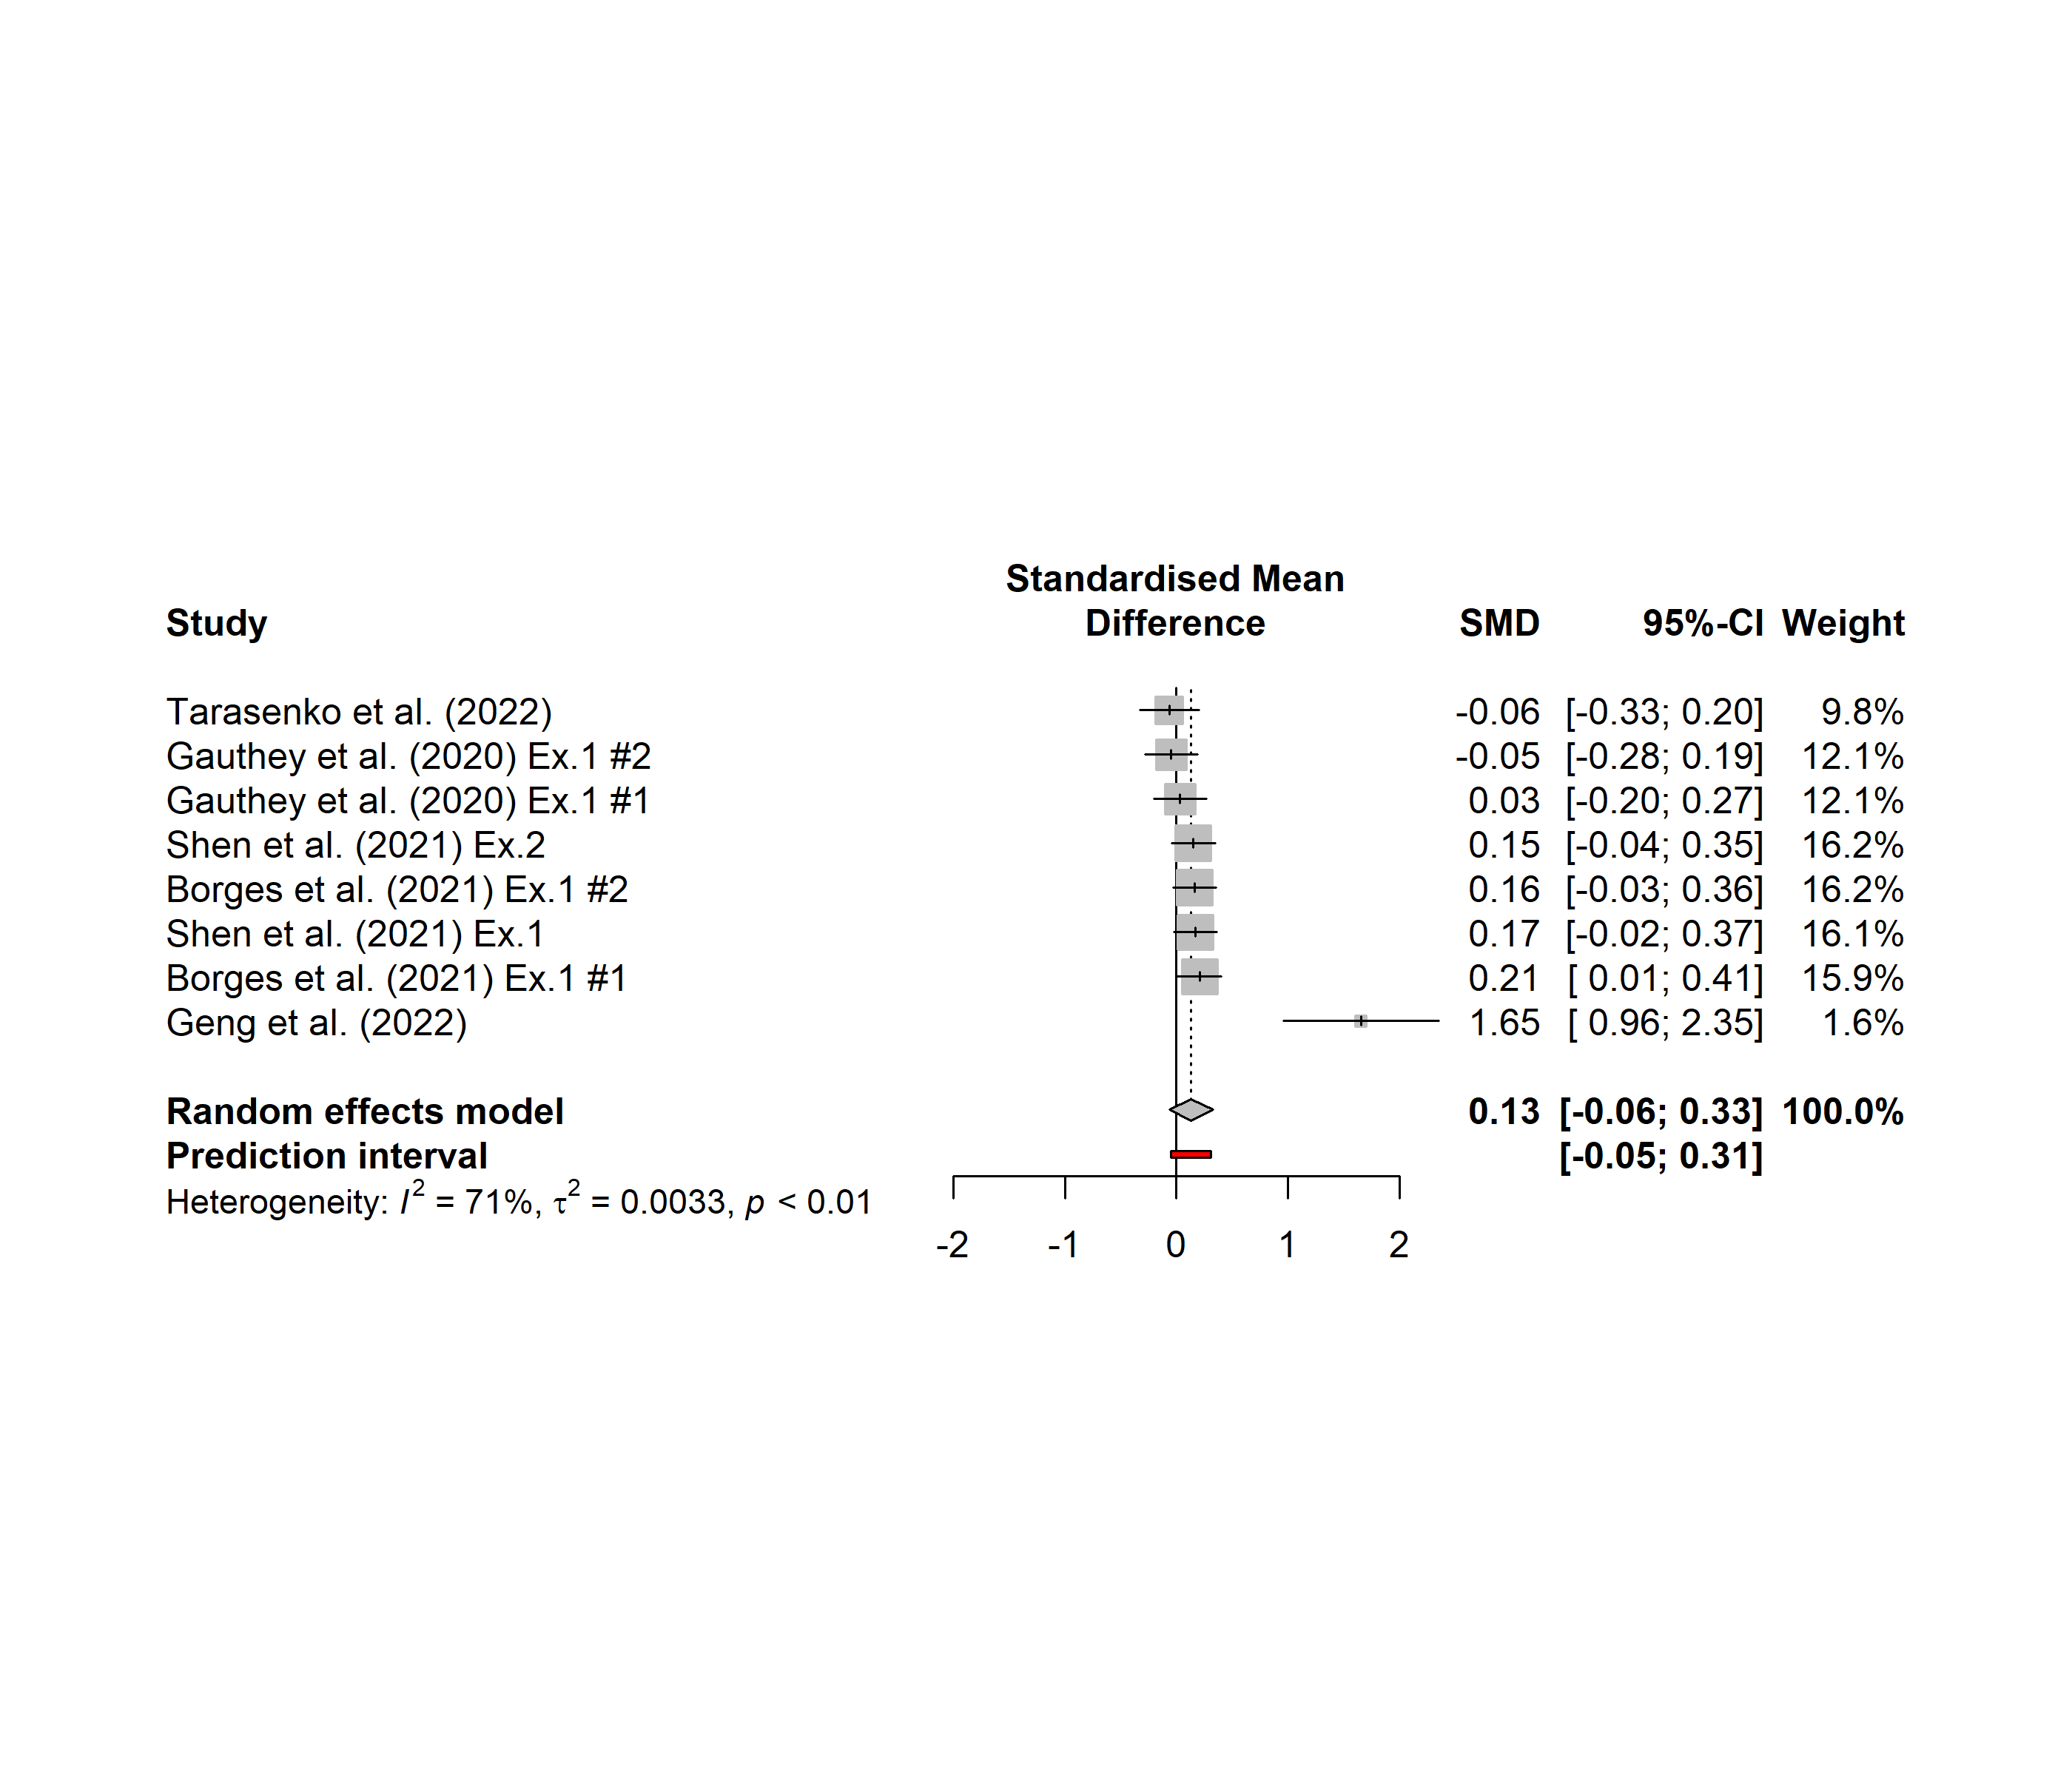 Standardised Mean
Study Difference SMD 95%-CI Weight
Tarasenko et al. (2022) -0.06 [-0.33; 0.20] 9.8%
Gauthey et al. (2020) Ex.1 #2 -0.05 [-0.28; 0.19] 12.1%
Gauthey et al. (2020) Ex.1 #1 0.03 [-0.20; 0.27] 12.1%
Shen et al. (2021) Ex.2 0.15 [-0.04; 0.35] 16.2%
Borges et al. (2021) Ex.1 #2 0.16 [-0.03; 0.36] 16.2%
Shen et al. (2021) Ex.1 0.17 [-0.02; 0.37] 16.1%
Borges et al. (2021) Ex.1 #1 0.21 [ 0.01; 0.41] 15.9%
Geng et al. (2022) 1.65 [ 0.96; 2.35] 1.6%
Random effects model 0.13 [-0.06; 0.33] 100.0%
Prediction interval [-0.05; 0.31]
Heterogeneity: I² = 71%, τ² = 0.0033, p < 0.01
-2 -1 0 1 2